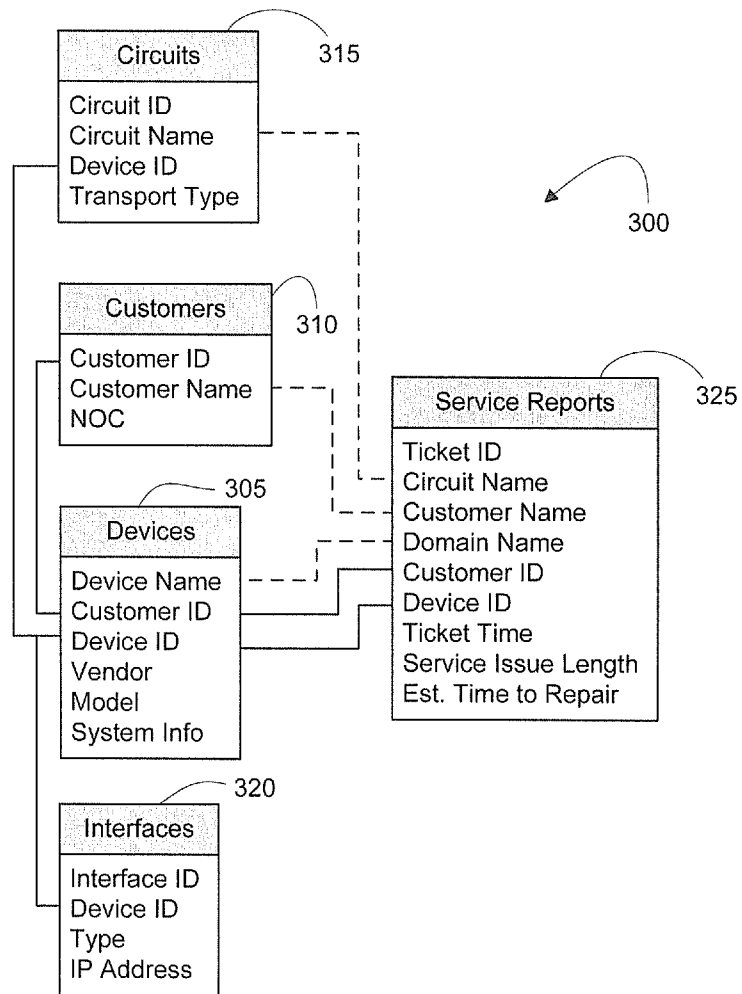 Circuits
315
Circuit ID
Circuit Name
Device ID
Transport Type
300
Customers
310
Customer ID
Customer Name
NOC
Service Reports
325
Ticket ID
Circuit Name
Customer Name
Domain Name
Customer ID
Device ID
Ticket Time
Service Issue Length
Est. Time to Repair
305
Devices
Device Name
Customer ID
Device ID
Vendor
Model
System Info
320
Interfaces
Interface ID
Device ID
Type
IP Address